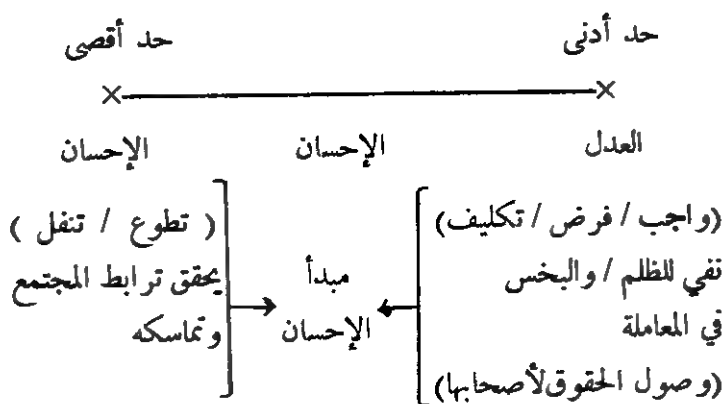 حد أدنى
حد أقصى
العدل
الإحسان
الإحسان
(واجب / فرض / تكليف)
نفي للظلم / والبخس
في المعاملة
(وصول الحقوق لأصحابها)
مبدأ
الإحسان
( تطوع / تنفل )
يحقق ترابط المجتمع
وتماسكه